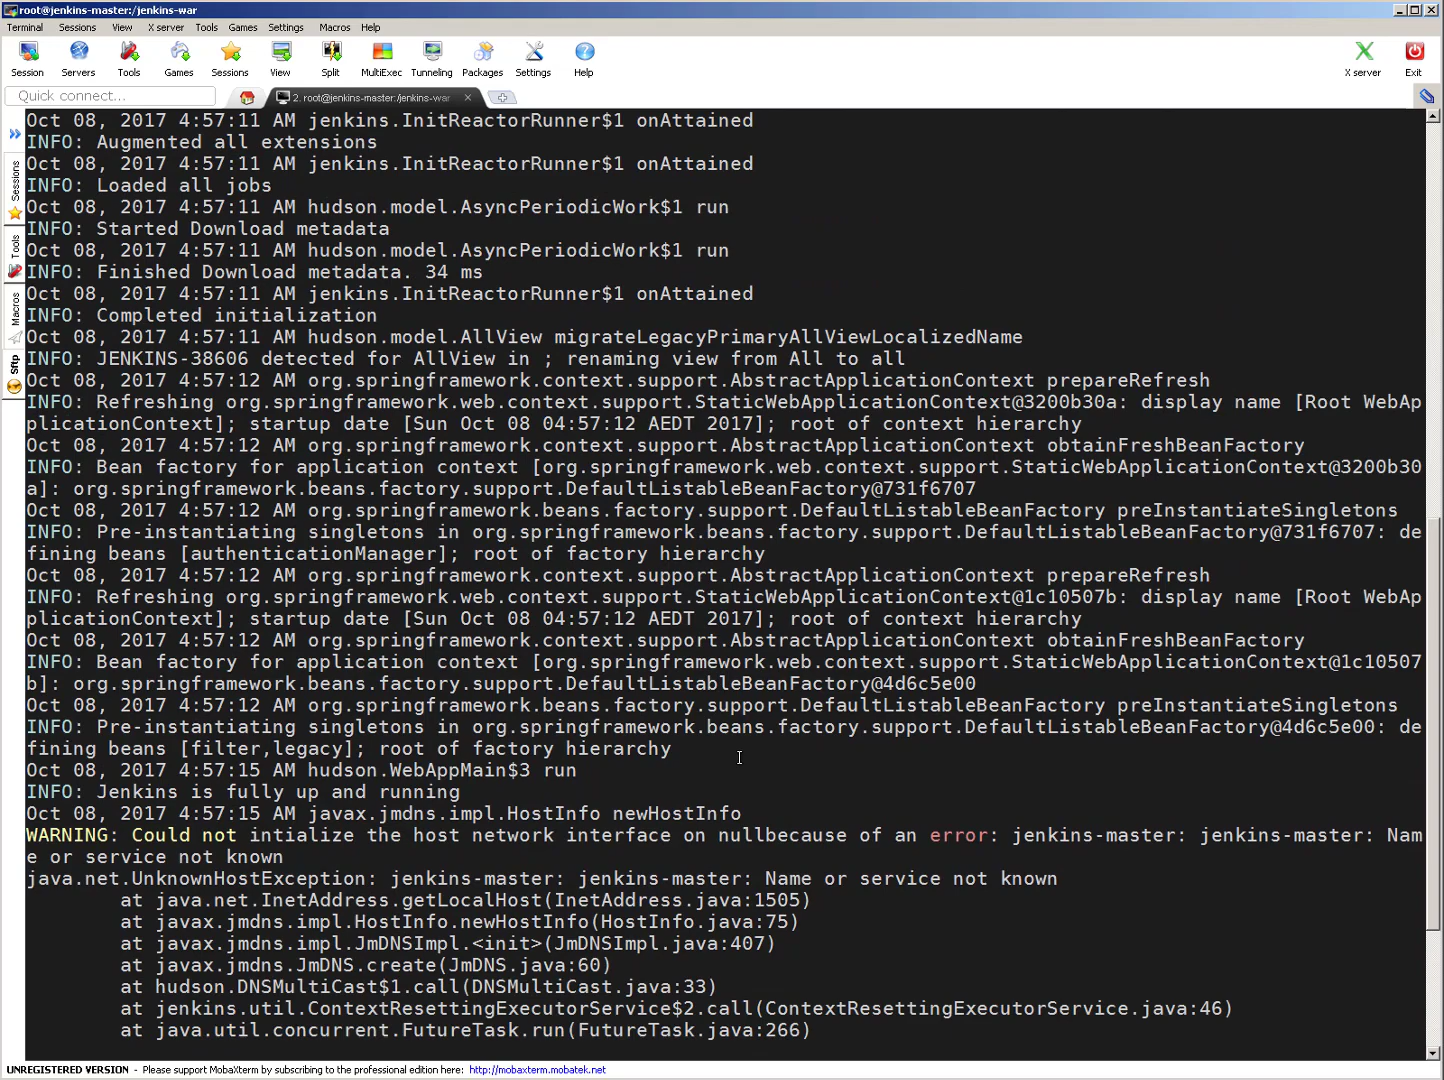 root@jenkins-master:/jenkins-war
Terminal Sessions View X server Tools Games Settings Macros Help
Session Servers Tools Games Sessions View Split MultiExec Tunneling Packages Settings Help X server Exit
Quick connect... 2. root@jenkins-master:/jenkins-war
Sessions
Tools
Macros
Sftp
Oct 08, 2017 4:57:11 AM jenkins.InitReactorRunner$1 onAttained
INFO: Augmented all extensions
Oct 08, 2017 4:57:11 AM jenkins.InitReactorRunner$1 onAttained
INFO: Loaded all jobs
Oct 08, 2017 4:57:11 AM hudson.model.AsyncPeriodicWork$1 run
INFO: Started Download metadata
Oct 08, 2017 4:57:11 AM hudson.model.AsyncPeriodicWork$1 run
INFO: Finished Download metadata. 34 ms
Oct 08, 2017 4:57:11 AM jenkins.InitReactorRunner$1 onAttained
INFO: Completed initialization
Oct 08, 2017 4:57:11 AM hudson.model.AllView migrateLegacyPrimaryAllViewLocalizedName
INFO: JENKINS-38606 detected for AllView in ; renaming view from All to all
Oct 08, 2017 4:57:12 AM org.springframework.context.support.AbstractApplicationContext prepareRefresh
INFO: Refreshing org.springframework.web.context.support.StaticWebApplicationContext@3200b30a: display name [Root WebAp
plicationContext]; startup date [Sun Oct 08 04:57:12 AEDT 2017]; root of context hierarchy
Oct 08, 2017 4:57:12 AM org.springframework.context.support.AbstractApplicationContext obtainFreshBeanFactory
INFO: Bean factory for application context [org.springframework.web.context.support.StaticWebApplicationContext@3200b30
a]: org.springframework.beans.factory.support.DefaultListableBeanFactory@731f6707
Oct 08, 2017 4:57:12 AM org.springframework.beans.factory.support.DefaultListableBeanFactory preInstantiateSingletons
INFO: Pre-instantiating singletons in org.springframework.beans.factory.support.DefaultListableBeanFactory@731f6707: de
fining beans [authenticationManager]; root of factory hierarchy
Oct 08, 2017 4:57:12 AM org.springframework.context.support.AbstractApplicationContext prepareRefresh
INFO: Refreshing org.springframework.web.context.support.StaticWebApplicationContext@1c10507b: display name [Root WebAp
plicationContext]; startup date [Sun Oct 08 04:57:12 AEDT 2017]; root of context hierarchy
Oct 08, 2017 4:57:12 AM org.springframework.context.support.AbstractApplicationContext obtainFreshBeanFactory
INFO: Bean factory for application context [org.springframework.web.context.support.StaticWebApplicationContext@1c10507
b]: org.springframework.beans.factory.support.DefaultListableBeanFactory@4d6c5e00
Oct 08, 2017 4:57:12 AM org.springframework.beans.factory.support.DefaultListableBeanFactory preInstantiateSingletons
INFO: Pre-instantiating singletons in org.springframework.beans.factory.support.DefaultListableBeanFactory@4d6c5e00: de
fining beans [filter,legacy]; root of factory hierarchy
Oct 08, 2017 4:57:15 AM hudson.WebAppMain$3 run
INFO: Jenkins is fully up and running
Oct 08, 2017 4:57:15 AM javax.jmdns.impl.HostInfo newHostInfo
WARNING: Could not intialize the host network interface on nullbecause of an error: jenkins-master: jenkins-master: Nam
e or service not known
java.net.UnknownHostException: jenkins-master: jenkins-master: Name or service not known
at java.net.InetAddress.getLocalHost(InetAddress.java:1505)
at javax.jmdns.impl.HostInfo.newHostInfo(HostInfo.java:75)
at javax.jmdns.impl.JmDNSImpl.<init>(JmDNSImpl.java:407)
at javax.jmdns.JmDNS.create(JmDNS.java:60)
at hudson.DNSMultiCast$1.call(DNSMultiCast.java:33)
at jenkins.util.ContextResettingExecutorService$2.call(ContextResettingExecutorService.java:46)
at java.util.concurrent.FutureTask.run(FutureTask.java:266)
UNREGISTERED VERSION - Please support MobaXterm by subscribing to the professional edition here: http://mobaxterm.mobatek.net